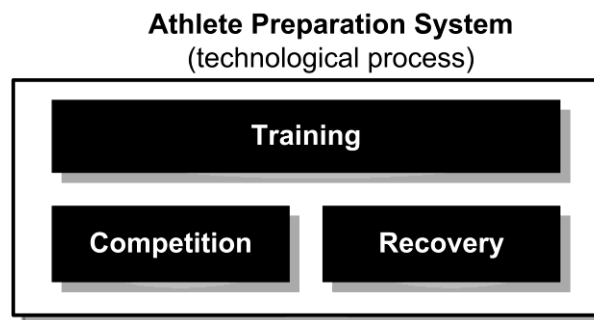 Athlete Preparation System
(technological process)
Training
Competition
Recovery